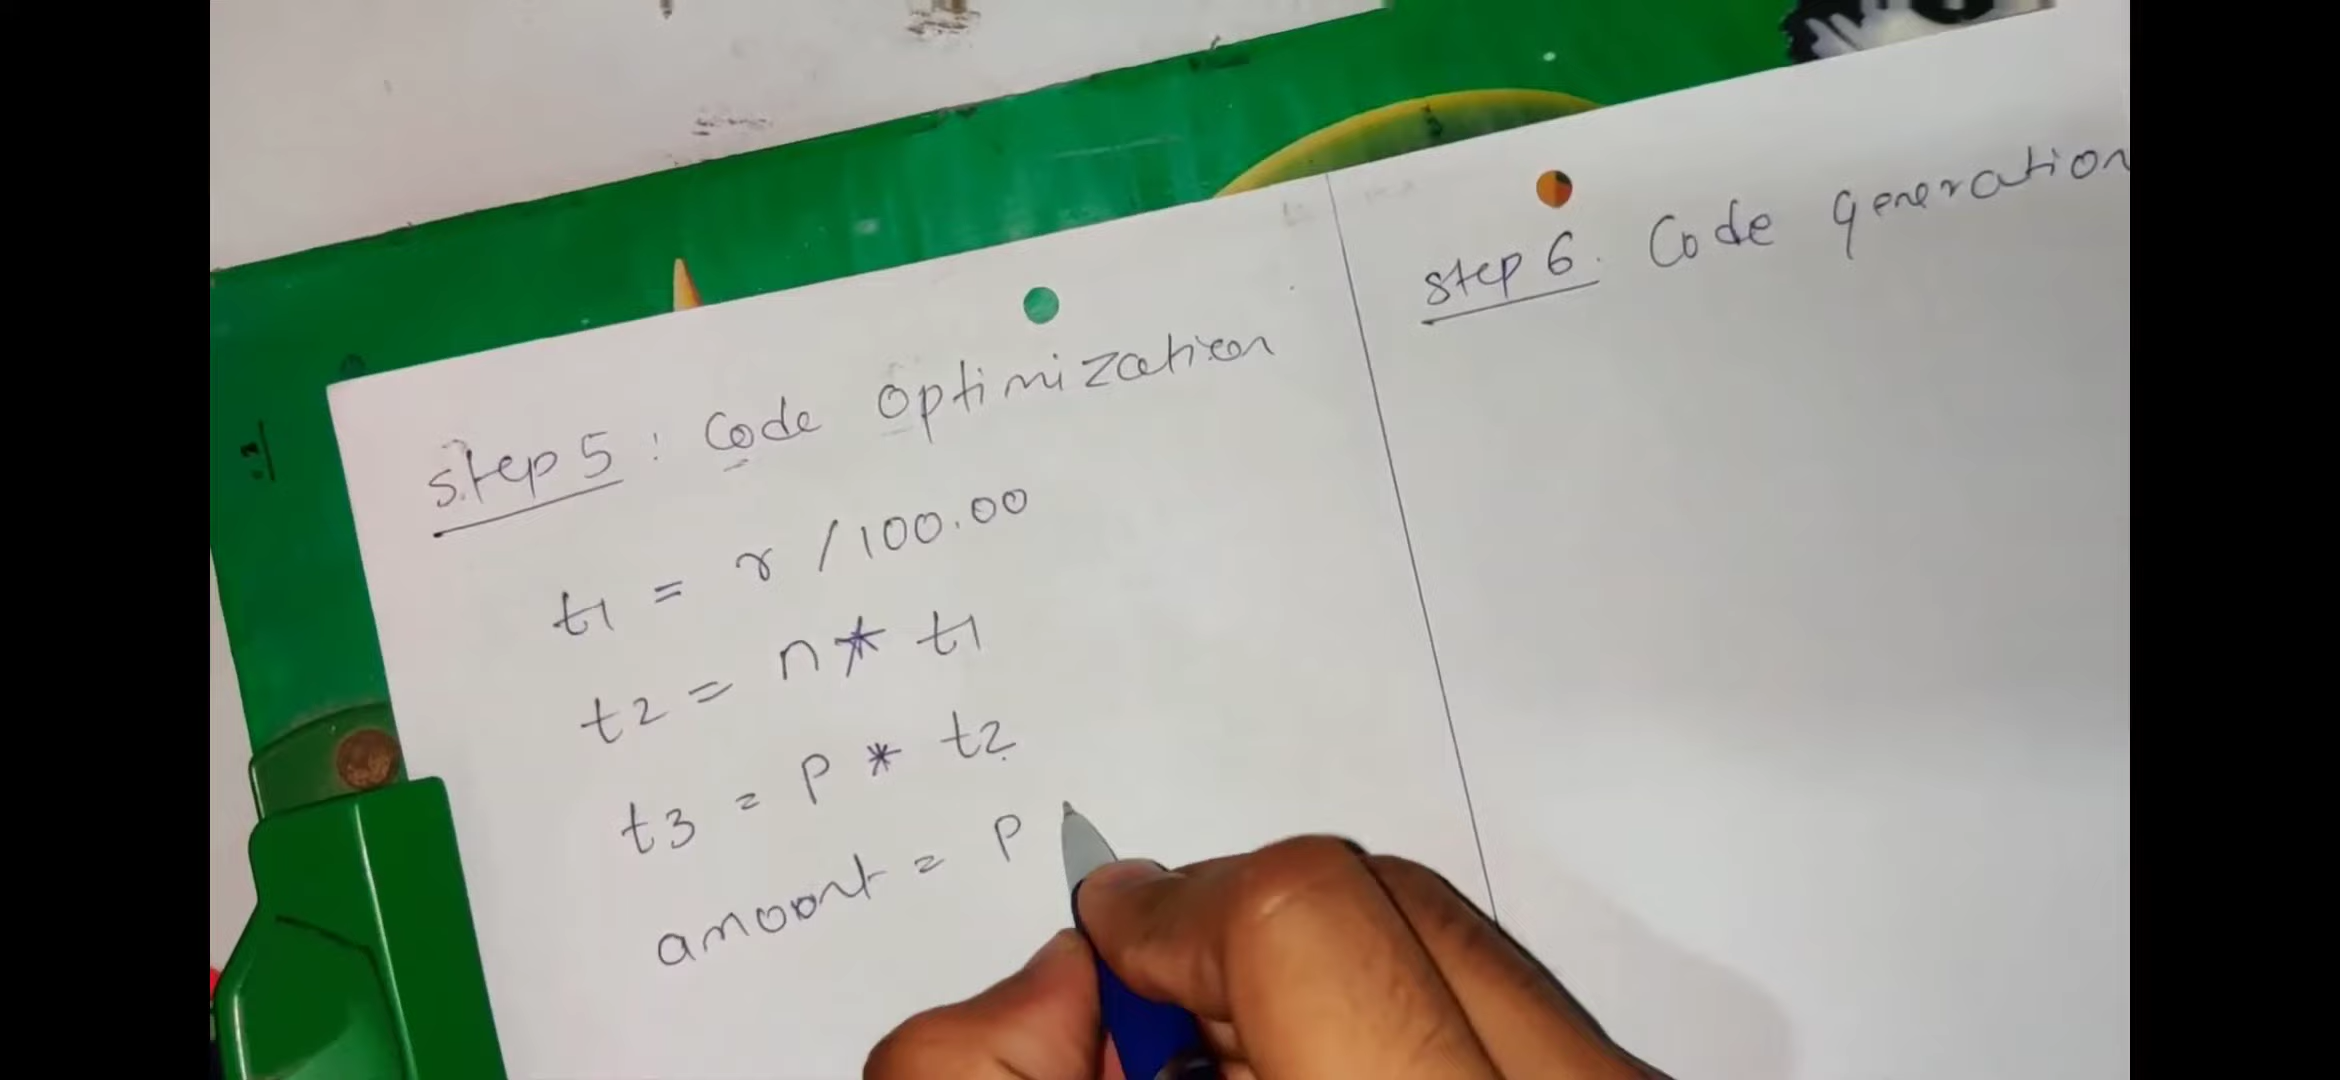 step 5 : Code Optimization
t1 = r / 100.00
t2 = n * t1
t3 = p * t2
amount = p
step 6. Code generation